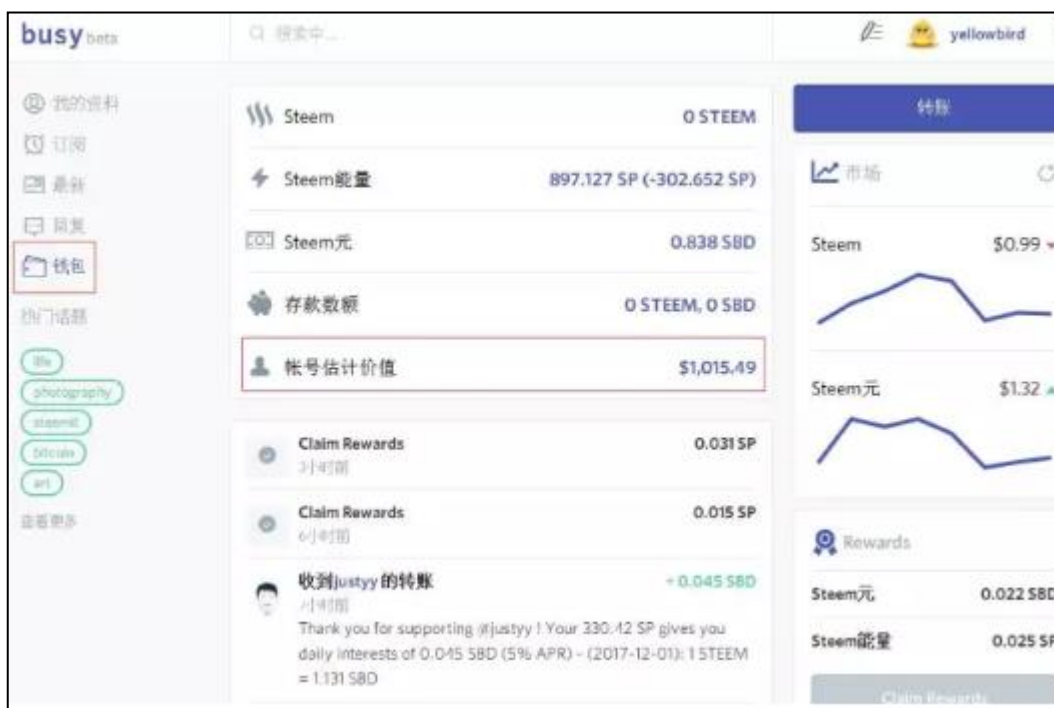 busy beta
搜索中...
yellowbird
我的资料
订阅
最新
回复
钱包
热门话题
life
photography
steemit
bitcoin
art
查看更多
Steem
0 STEEM
Steem能量
897.127 SP (-302.652 SP)
Steem元
0.838 SBD
存款数额
0 STEEM, 0 SBD
帐号估计价值
$1,015.49
Claim Rewards
0.031 SP
3小时前
Claim Rewards
0.015 SP
6小时前
收到justyy 的转账
+ 0.045 SBD
小时前
Thank you for supporting @justyy ! Your 330.42 SP gives you
daily interests of 0.045 SBD (5% APR) - (2017-12-01): 1 STEEM
= 1.131 SBD
转账
市场
Steem
$0.99
Steem元
$1.32
Rewards
Steem元
0.022 SBD
Steem能量
0.025 SP
Claim Rewards